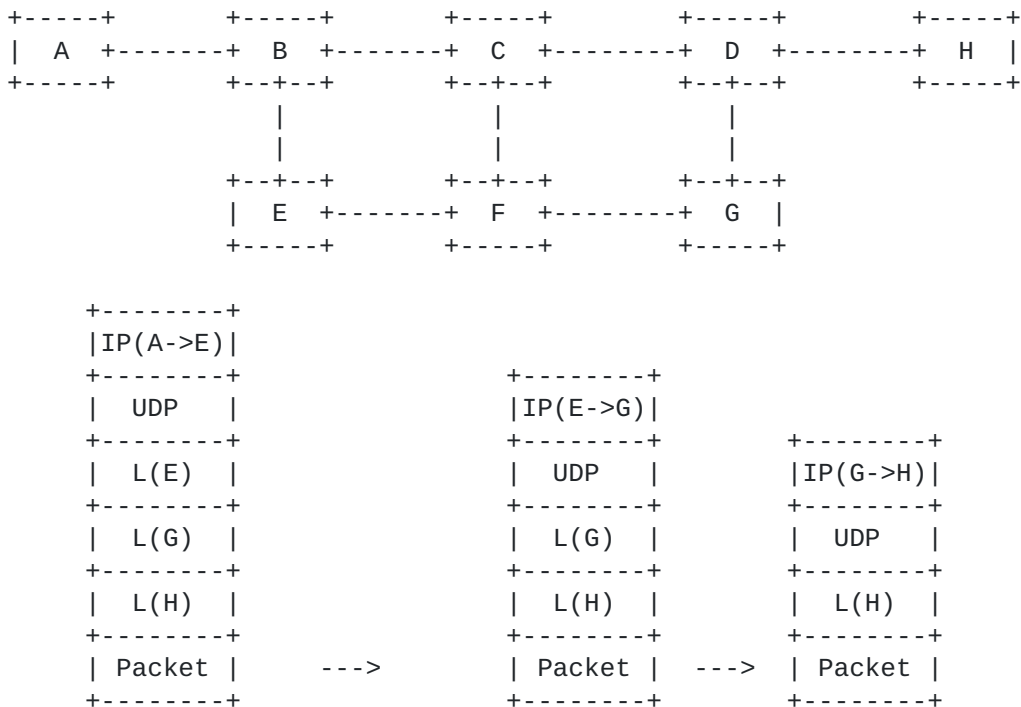 +-----+       +-----+       +-----+        +-----+        +-----+
|  A  +-------+  B  +-------+  C  +--------+  D  +--------+  H  |
+-----+       +--+--+       +--+--+        +--+--+        +-----+
                 |             |              |
                 |             |              |
              +--+--+       +--+--+        +--+--+
              |  E  +-------+  F  +--------+  G  |
              +-----+       +-----+        +-----+

     +--------+
     |IP(A->E)|
     +--------+                 +--------+
     |  UDP   |                 |IP(E->G)|
     +--------+                 +--------+        +--------+
     |  L(E)  |                 |  UDP   |        |IP(G->H)|
     +--------+                 +--------+        +--------+
     |  L(G)  |                 |  L(G)  |        |  UDP   |
     +--------+                 +--------+        +--------+
     |  L(H)  |                 |  L(H)  |        |  L(H)  |
     +--------+                 +--------+        +--------+
     | Packet |     --->        | Packet |  --->  | Packet |
     +--------+                 +--------+        +--------+